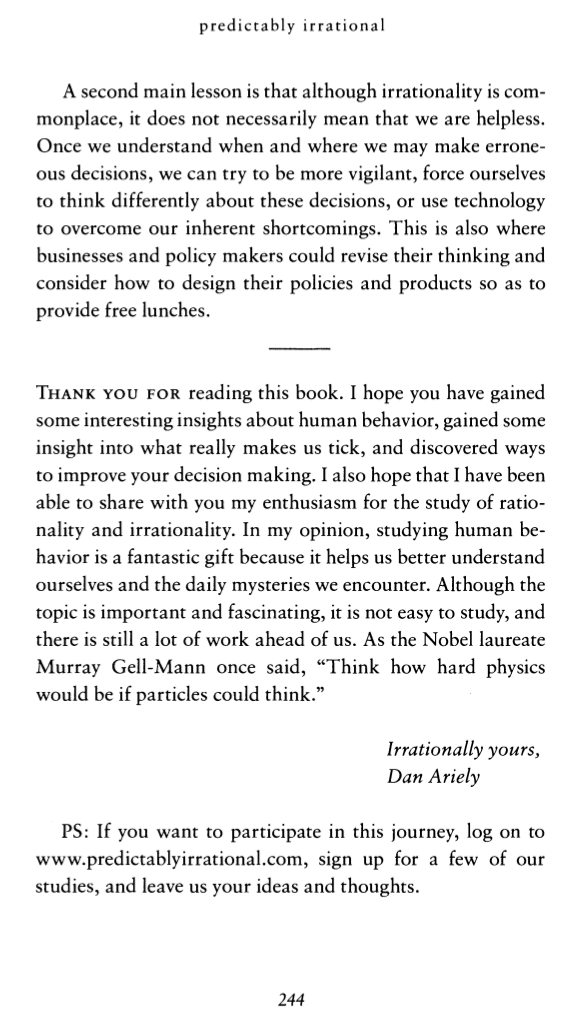 predictably irrational
A second main lesson is that although irrationality is com-
monplace, it does not necessarily mean that we are helpless.
Once we understand when and where we may make errone-
ous decisions, we can try to be more vigilant, force ourselves
to think differently about these decisions, or use technology
to overcome our inherent shortcomings. This is also where
businesses and policy makers could revise their thinking and
consider how to design their policies and products so as to
provide free lunches.
THANK YOU FOR reading this book. I hope you have gained
some interesting insights about human behavior, gained some
insight into what really makes us tick, and discovered ways
to improve your decision making. I also hope that I have been
able to share with you my enthusiasm for the study of ratio-
nality and irrationality. In my opinion, studying human be-
havior is a fantastic gift because it helps us better understand
ourselves and the daily mysteries we encounter. Although the
topic is important and fascinating, it is not easy to study, and
there is still a lot of work ahead of us. As the Nobel laureate
Murray Gell-Mann once said, “Think how hard physics
would be if particles could think.”
Irrationally yours,
Dan Ariely
PS: If you want to participate in this journey, log on to
www.predictablyirrational.com, sign up for a few of our
studies, and leave us your ideas and thoughts.
244